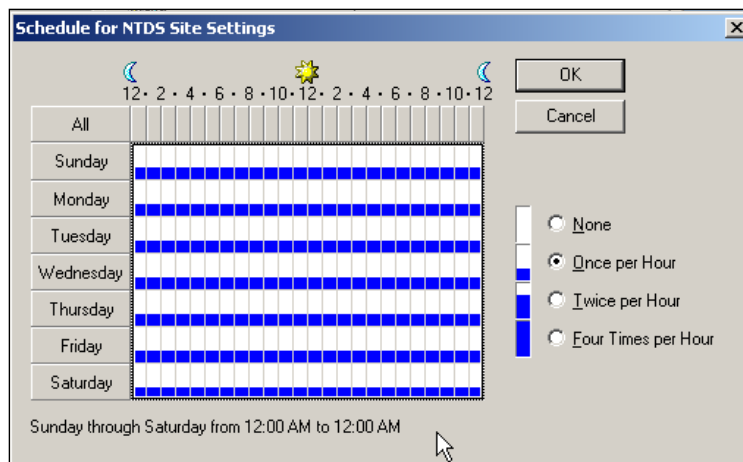 Schedule for NTDS Site Settings
12 · 2 · 4 · 6 · 8 · 10 · 12 · 2 · 4 · 6 · 8 · 10 · 12
OK
Cancel
All
Sunday
Monday
Tuesday
Wednesday
Thursday
Friday
Saturday
None
Once per Hour
Twice per Hour
Four Times per Hour
Sunday through Saturday from 12:00 AM to 12:00 AM